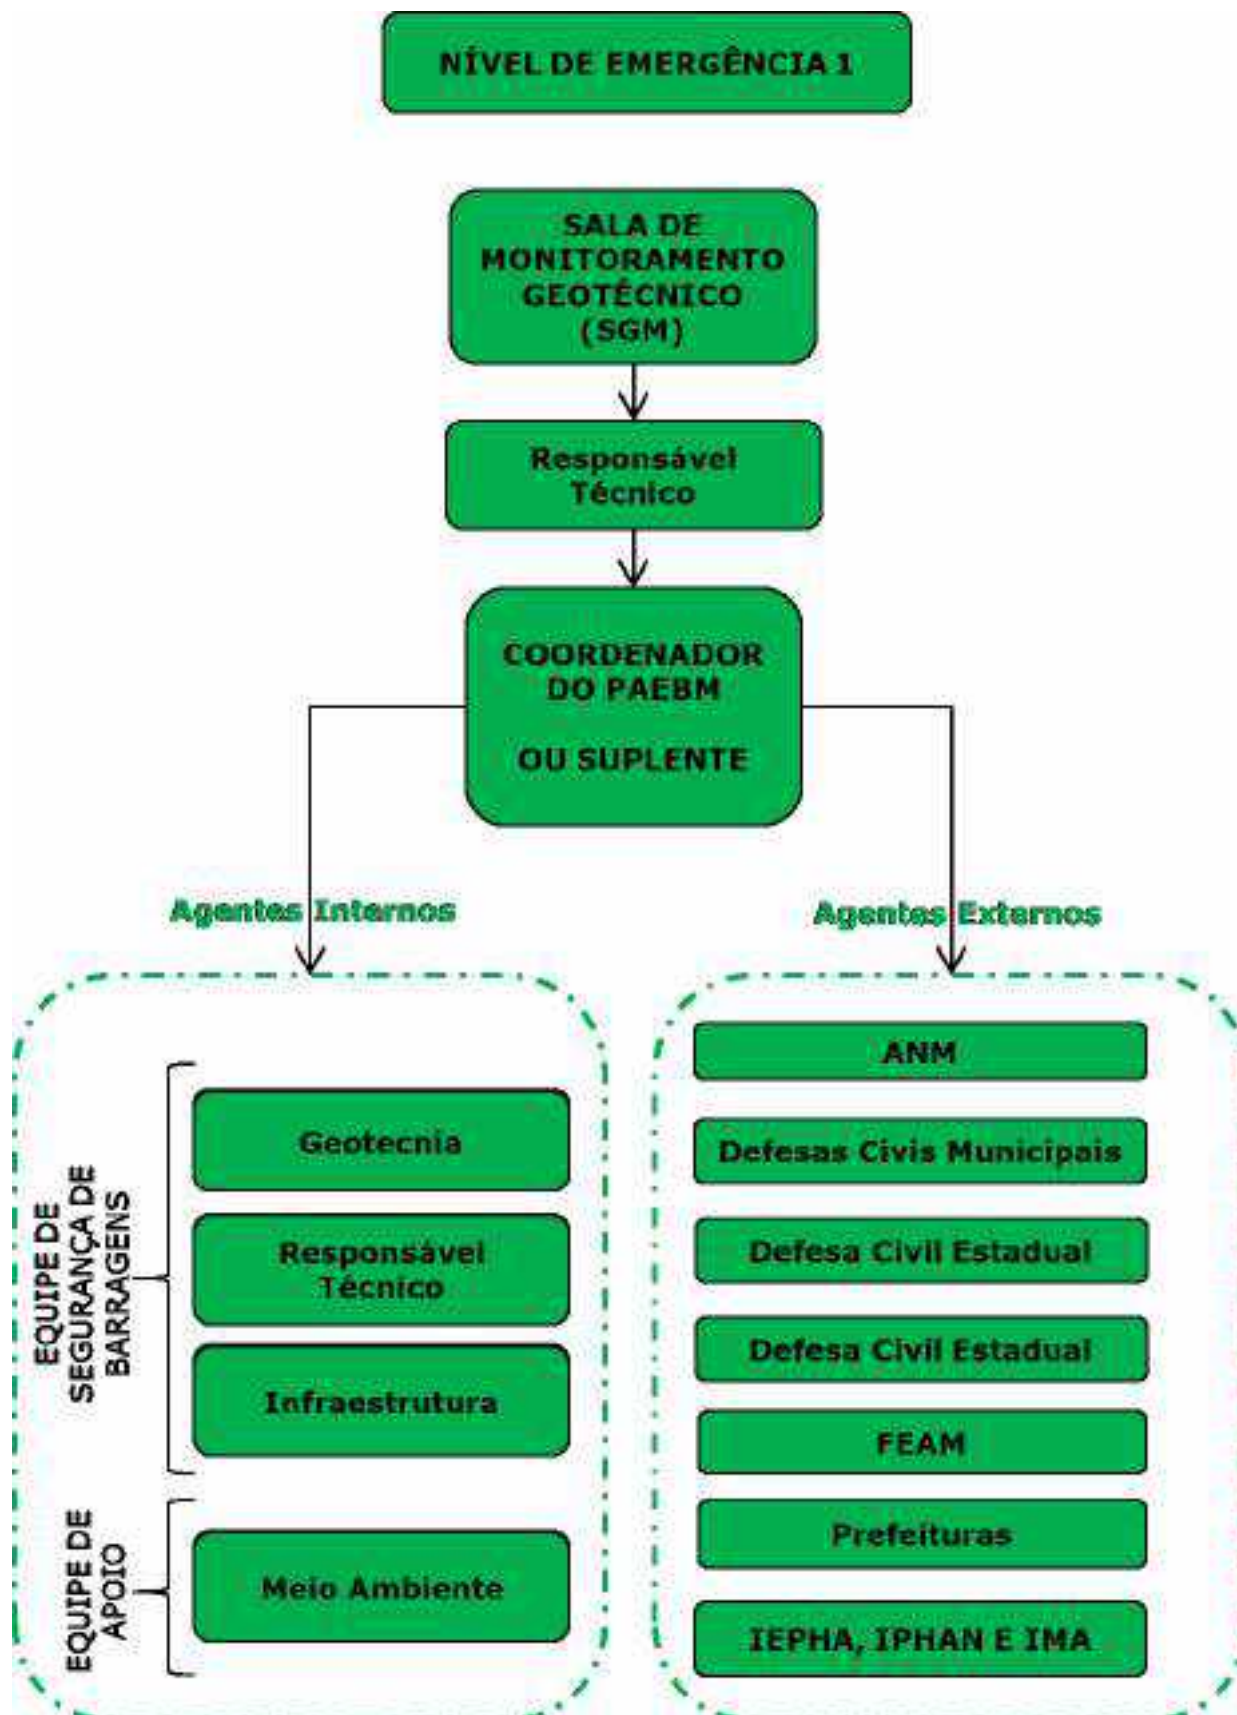 NÍVEL DE EMERGÊNCIA 1
SALA DE
MONITORAMENTO
GEOTÉCNICO
(SGM)
Responsável
Técnico
COORDENADOR
DO PAEBM
OU SUPLENTE
Agentes Internos
EQUIPE DE
SEGURANÇA DE
BARRAGENS
Geotecnia
Responsável
Técnico
Infraestrutura
EQUIPE DE
APOIO
Meio Ambiente
Agentes Externos
ANM
Defesas Civis Municipais
Defesa Civil Estadual
Defesa Civil Estadual
FEAM
Prefeituras
IEPHA, IPHAN E IMA